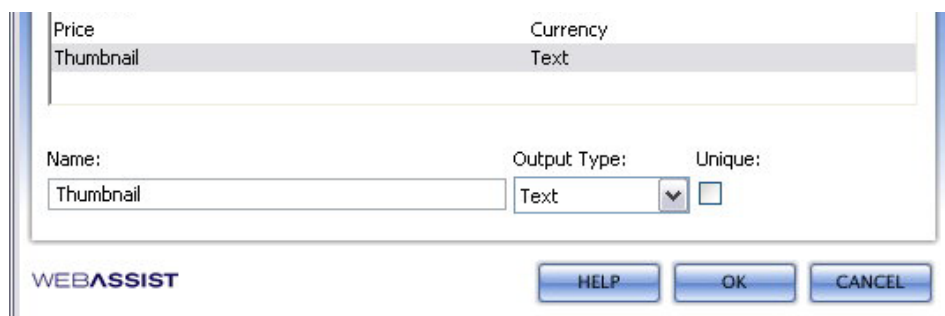 Price Currency
Thumbnail Text
Name: Output Type: Unique:
Thumbnail Text
WEBASSIST HELP OK CANCEL